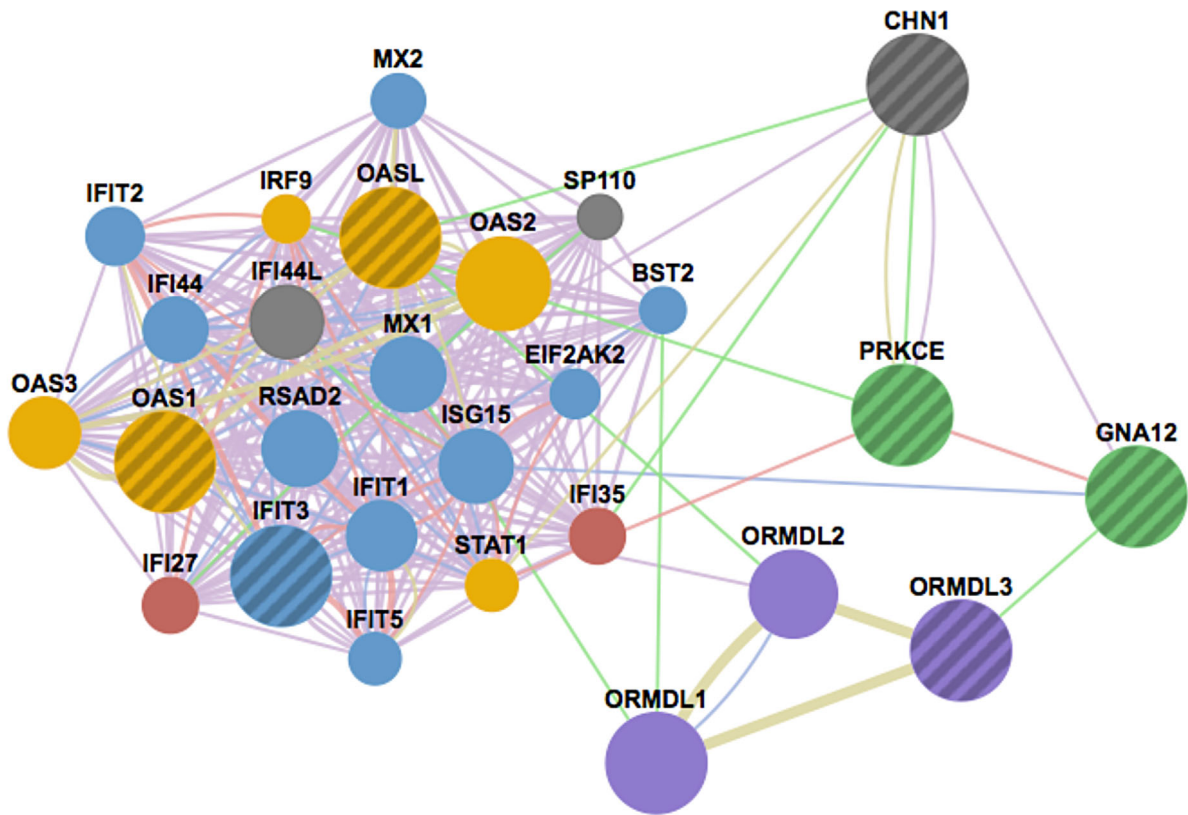 CHN1
MX2
OASL
IRF9
SP110
IFIT2
OAS2
IFI44L
BST2
IFI44
MX1
EIF2AK2
PRKCE
OAS3
OAS1
RSAD2
ISG15
GNA12
IFIT1
IFI35
IFIT3
STAT1
ORMDL2
IFI27
ORMDL3
IFIT5
ORMDL1